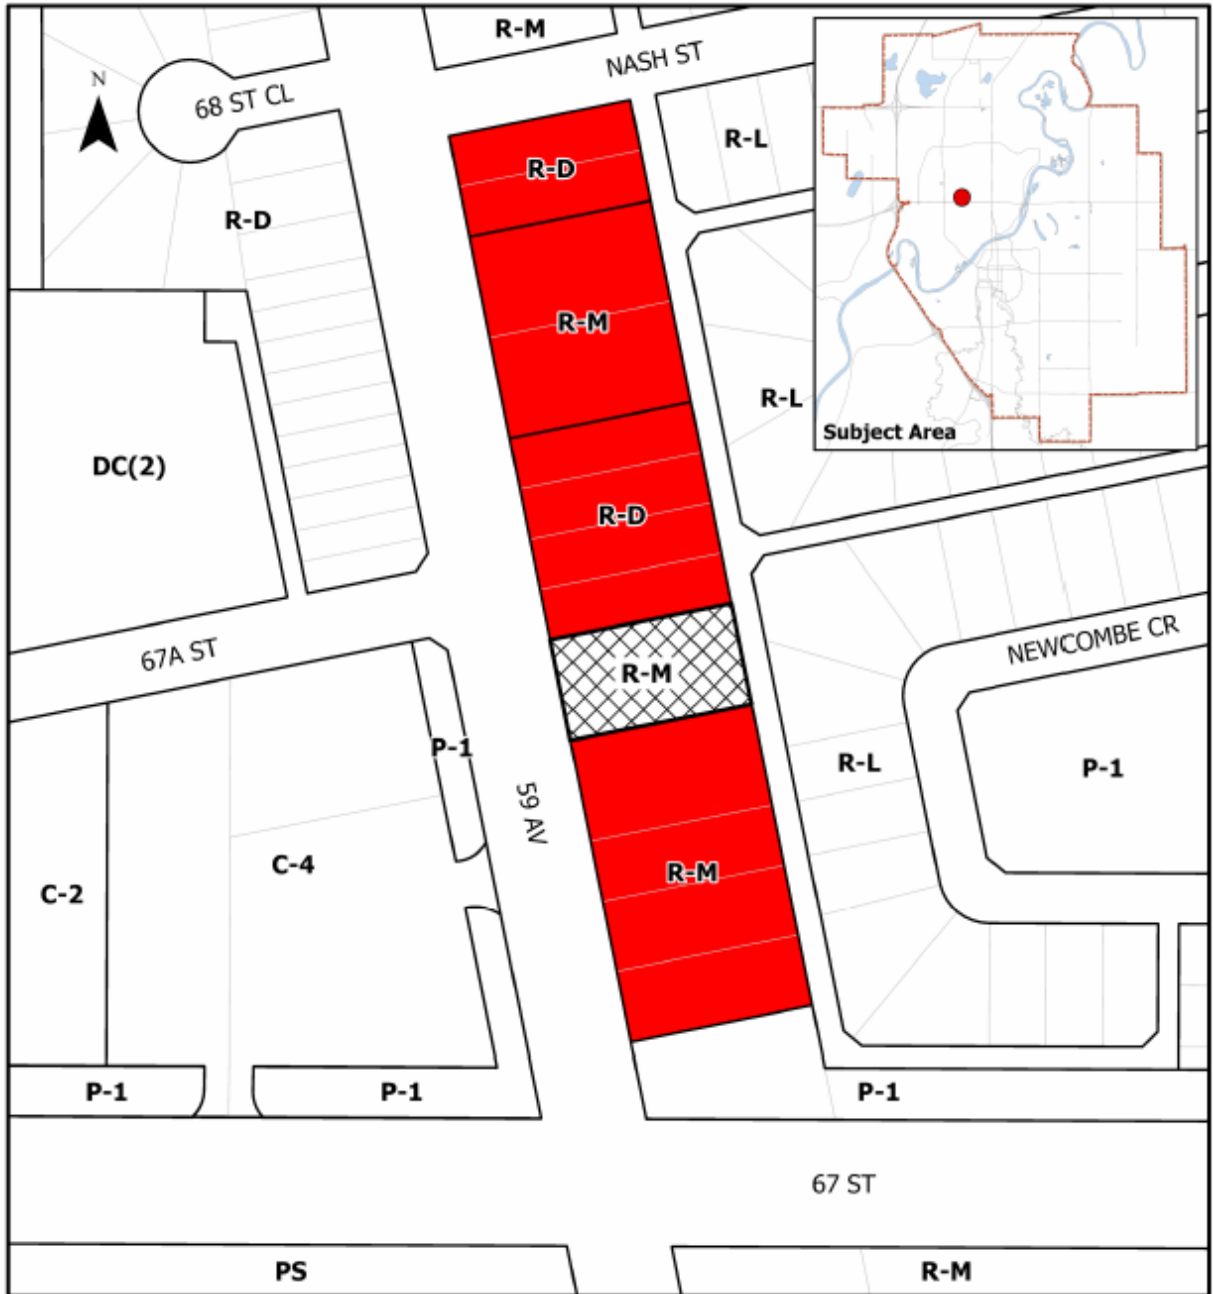 R-M
NASH ST
68 ST CL
N
R-D
R-L
R-D
R-M
R-L
Subject Area
DC(2)
R-D
NEWCOMBE CR
67A ST
R-M
P-1
R-L
P-1
59 AV
C-4
R-M
C-2
P-1
P-1
P-1
67 ST
PS
R-M